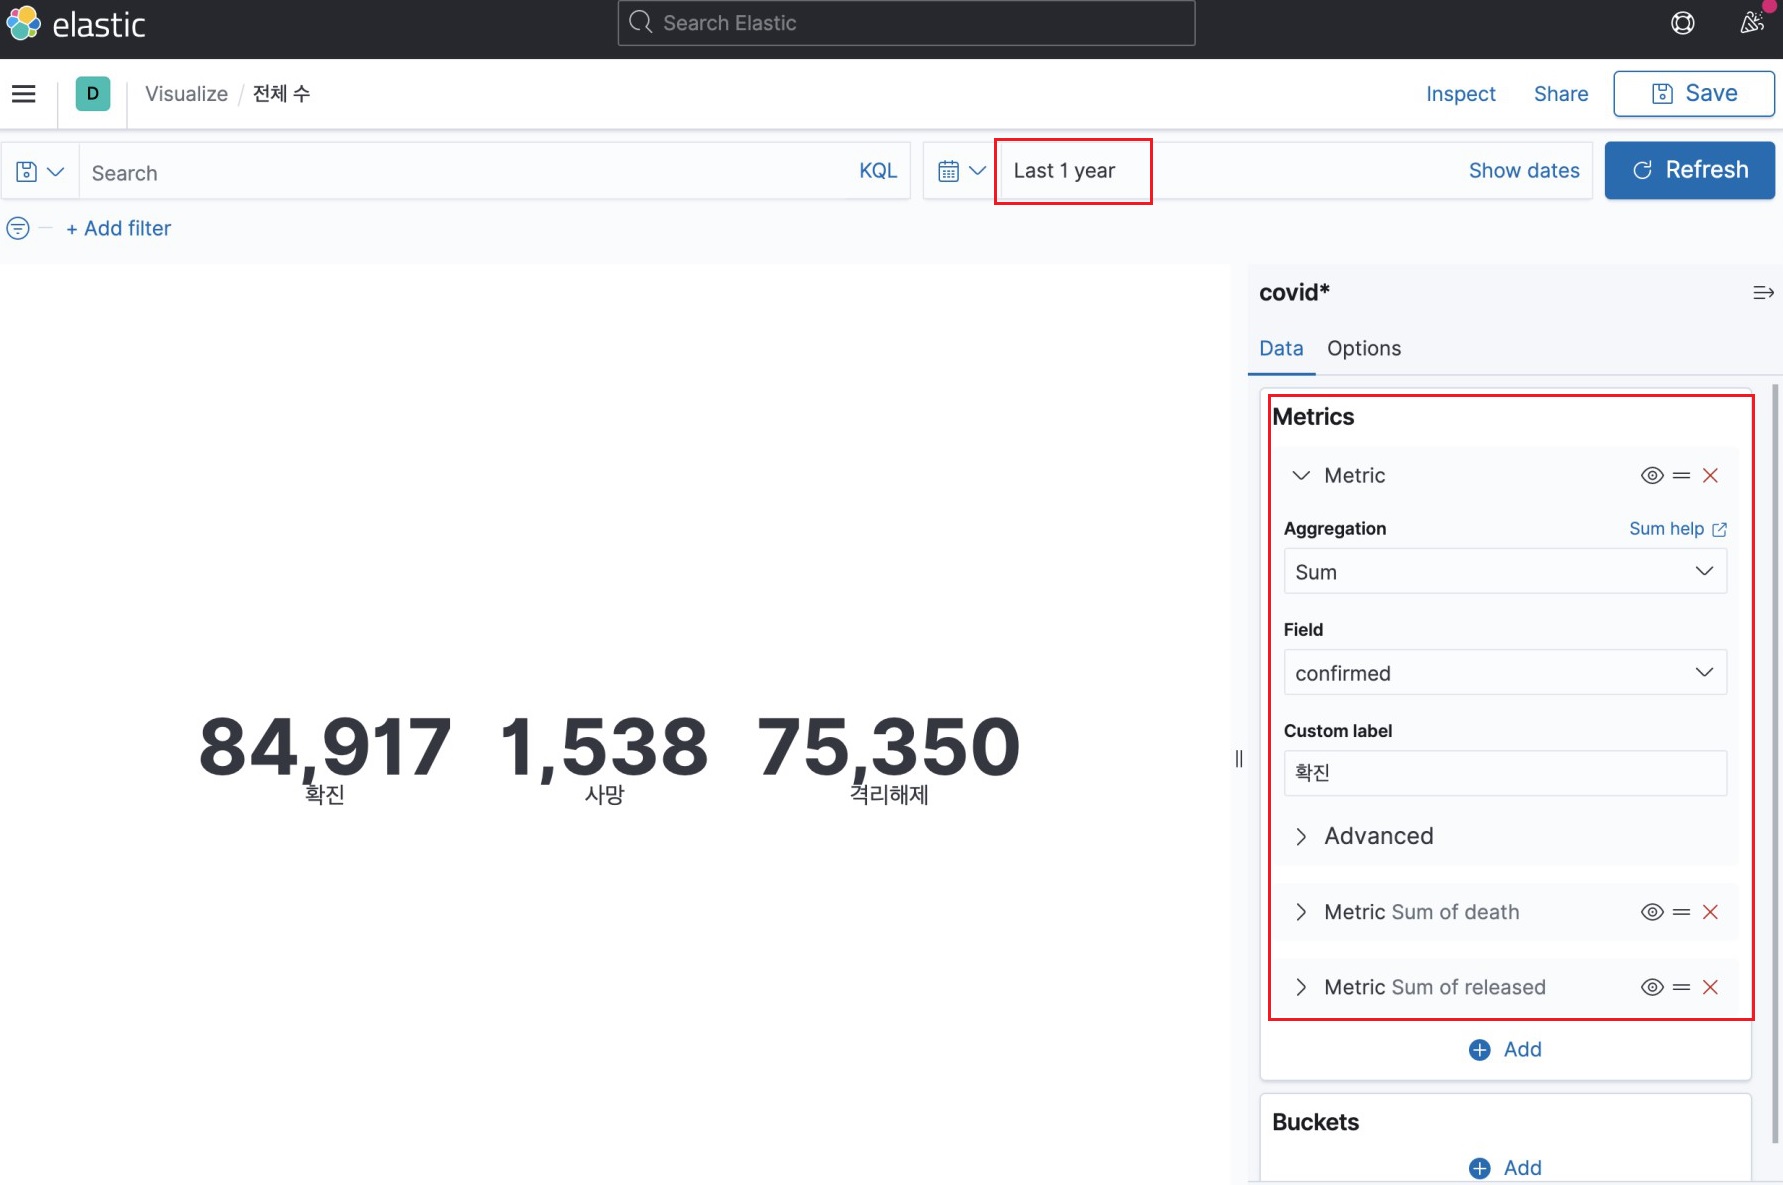 elastic
Search Elastic
D
Visualize / 전체 수
Inspect
Share
Save
Search
KQL
Last 1 year
Show dates
Refresh
+ Add filter
84,917
확진
1,538
사망
75,350
격리해제
covid*
Data
Options
Metrics
Metric
Aggregation
Sum help
Sum
Field
confirmed
Custom label
확진
Advanced
Metric Sum of death
Metric Sum of released
Add
Buckets
Add